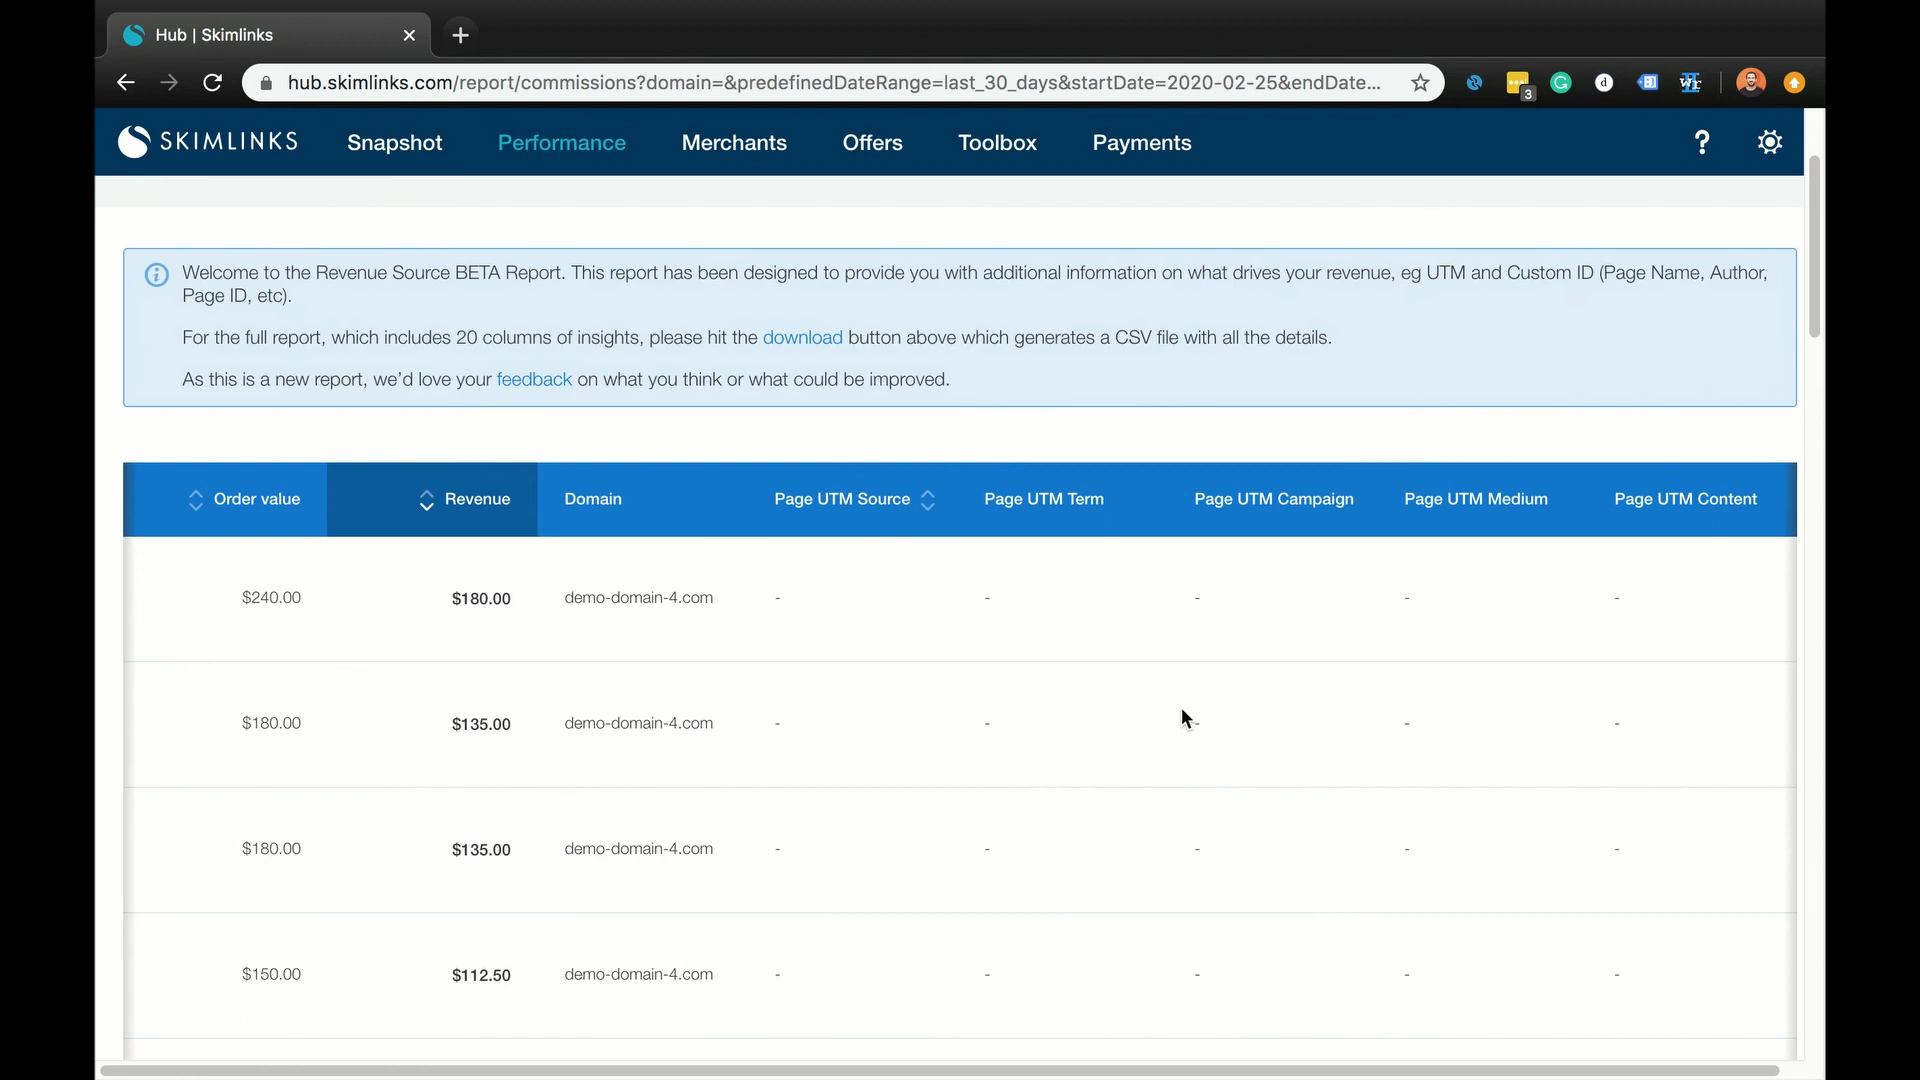 Hub | Skimlinks
hub.skimlinks.com/report/commissions?domain=&predefinedDateRange=last_30_days&startDate=2020-02-25&endDate...
3
G
d
SKIMLINKS Snapshot Performance Merchants Offers Toolbox Payments ?
Welcome to the Revenue Source BETA Report. This report has been designed to provide you with additional information on what drives your revenue, eg UTM and Custom ID (Page Name, Author,
Page ID, etc).
For the full report, which includes 20 columns of insights, please hit the download button above which generates a CSV file with all the details.
As this is a new report, we'd love your feedback on what you think or what could be improved.
Order value Revenue Domain Page UTM Source Page UTM Term Page UTM Campaign Page UTM Medium Page UTM Content
$240.00 $180.00 demo-domain-4.com - - - - -
$180.00 $135.00 demo-domain-4.com - - - - -
$180.00 $135.00 demo-domain-4.com - - - - -
$150.00 $112.50 demo-domain-4.com - - - - -